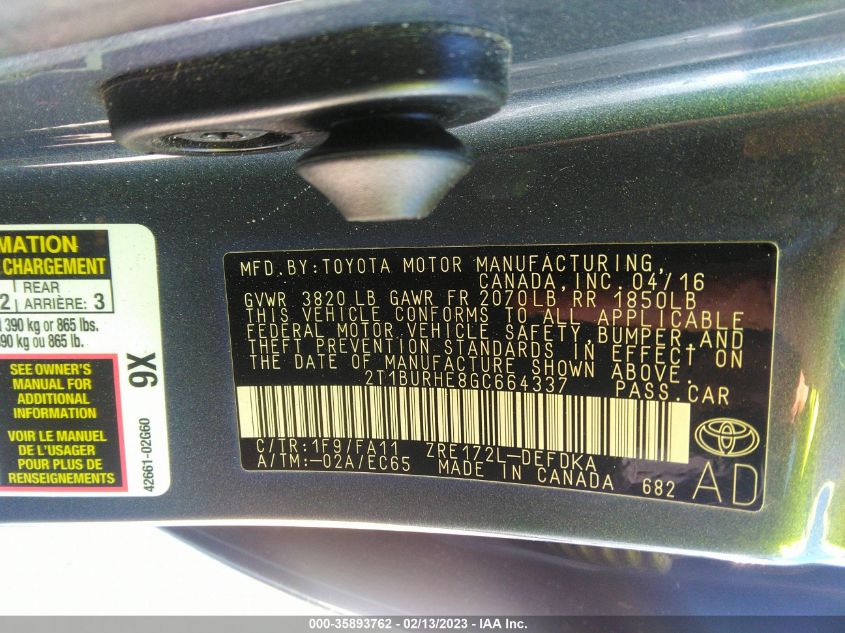 MATION
CHARGEMENT
REAR
2 ARRIÈRE: 3
390 kg or 865 lbs.
90 kg ou 865 lb.
SEE OWNER'S
MANUAL FOR
ADDITIONAL
INFORMATION
VOIR LE MANUEL
DE L'USAGER
POUR PLUS DE
RENSEIGNEMENTS
9X
42661-02G60
MFD.BY:TOYOTA MOTOR MANUFACTURING,
CANADA,INC.04/16
GVWR 3820LB GAWR FR 2070LB RR 1850LB
THIS VEHICLE CONFORMS TO ALL APPLICABLE
FEDERAL MOTOR VEHICLE SAFETY,BUMPER,AND
THEFT PREVENTION STANDARDS IN EFFECT ON
THE DATE OF MANUFACTURE SHOWN ABOVE.
2T1BURHE8GC664337 PASS.CAR
C/TR:1F9/FA11 ZRE172L-DEFDKA
A/TM:-02A/EC65 MADE IN CANADA 682
AD
000-35893762 - 02/13/2023 - IAA Inc.